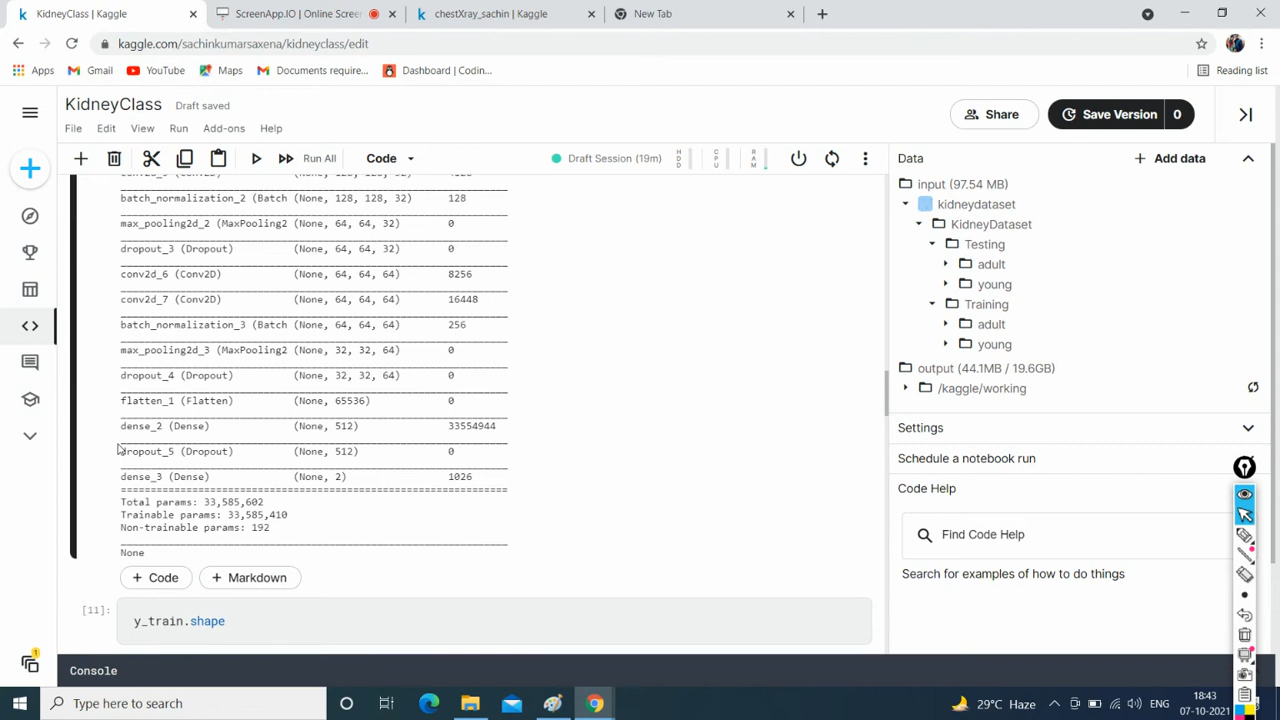 KidneyClass | Kaggle
ScreenApp.IO | Online Screen
chestXray_sachin | Kaggle
New Tab
kaggle.com/sachinkumarsaxena/kidneyclass/edit
Apps
Gmail
YouTube
Maps
Documents require...
Dashboard | Codin...
Reading list
KidneyClass
Draft saved
Share
Save Version
0
File
Edit
View
Run
Add-ons
Help
Run All
Code
Draft Session (19m)
HDD
CPU
RAM
Data
Add data
batch_normalization_2 (Batch (None, 128, 128, 32) 128
max_pooling2d_2 (MaxPooling2 (None, 64, 64, 32) 0
dropout_3 (Dropout) (None, 64, 64, 32) 0
conv2d_6 (Conv2D) (None, 64, 64, 64) 8256
conv2d_7 (Conv2D) (None, 64, 64, 64) 16448
batch_normalization_3 (Batch (None, 64, 64, 64) 256
max_pooling2d_3 (MaxPooling2 (None, 32, 32, 64) 0
dropout_4 (Dropout) (None, 32, 32, 64) 0
flatten_1 (Flatten) (None, 65536) 0
dense_2 (Dense) (None, 512) 33554944
dropout_5 (Dropout) (None, 512) 0
dense_3 (Dense) (None, 2) 1026
Total params: 33,585,602
Trainable params: 33,585,410
Non-trainable params: 192
None
+ Code
+ Markdown
[11]:
y_train.shape
Console
input (97.54 MB)
kidneydataset
KidneyDataset
Testing
adult
young
Training
adult
young
output (44.1MB / 19.6GB)
/kaggle/working
Settings
Schedule a notebook run
Code Help
Find Code Help
Search for examples of how to do things
1
Type here to search
29°C Haze
ENG
18:43
07-10-2021